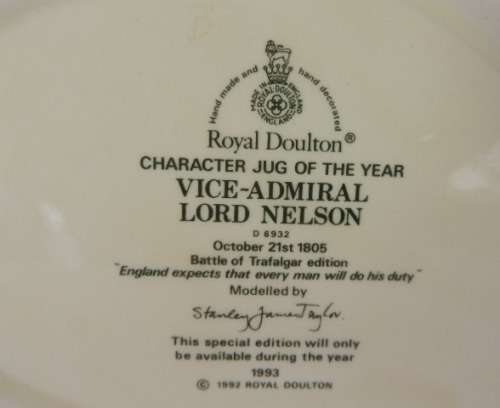 Hand made and hand decorated
MADE IN ENGLAND
ROYAL DOULTON
ENGLAND
Royal Doulton®
CHARACTER JUG OF THE YEAR
VICE-ADMIRAL
LORD NELSON
D 6932
October 21st 1805
Battle of Trafalgar edition
"England expects that every man will do his duty"
Modelled by
Stanley James Taylor.
This special edition will only
be available during the year
1993
© 1992 ROYAL DOULTON